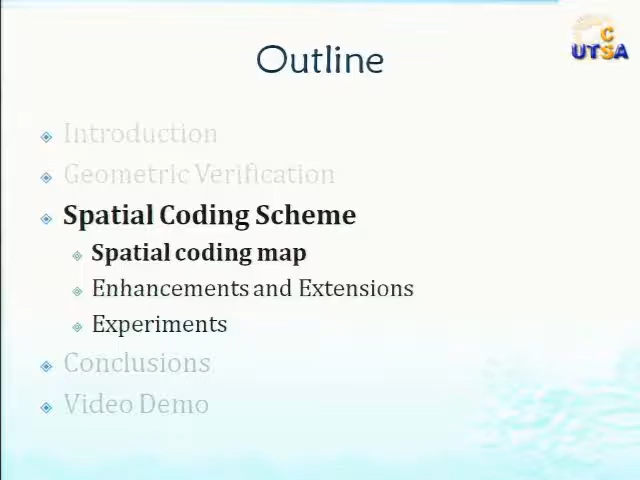 Outline
C
UTSA
Introduction
Geometric Verification
Spatial Coding Scheme
Spatial coding map
Enhancements and Extensions
Experiments
Conclusions
Video Demo